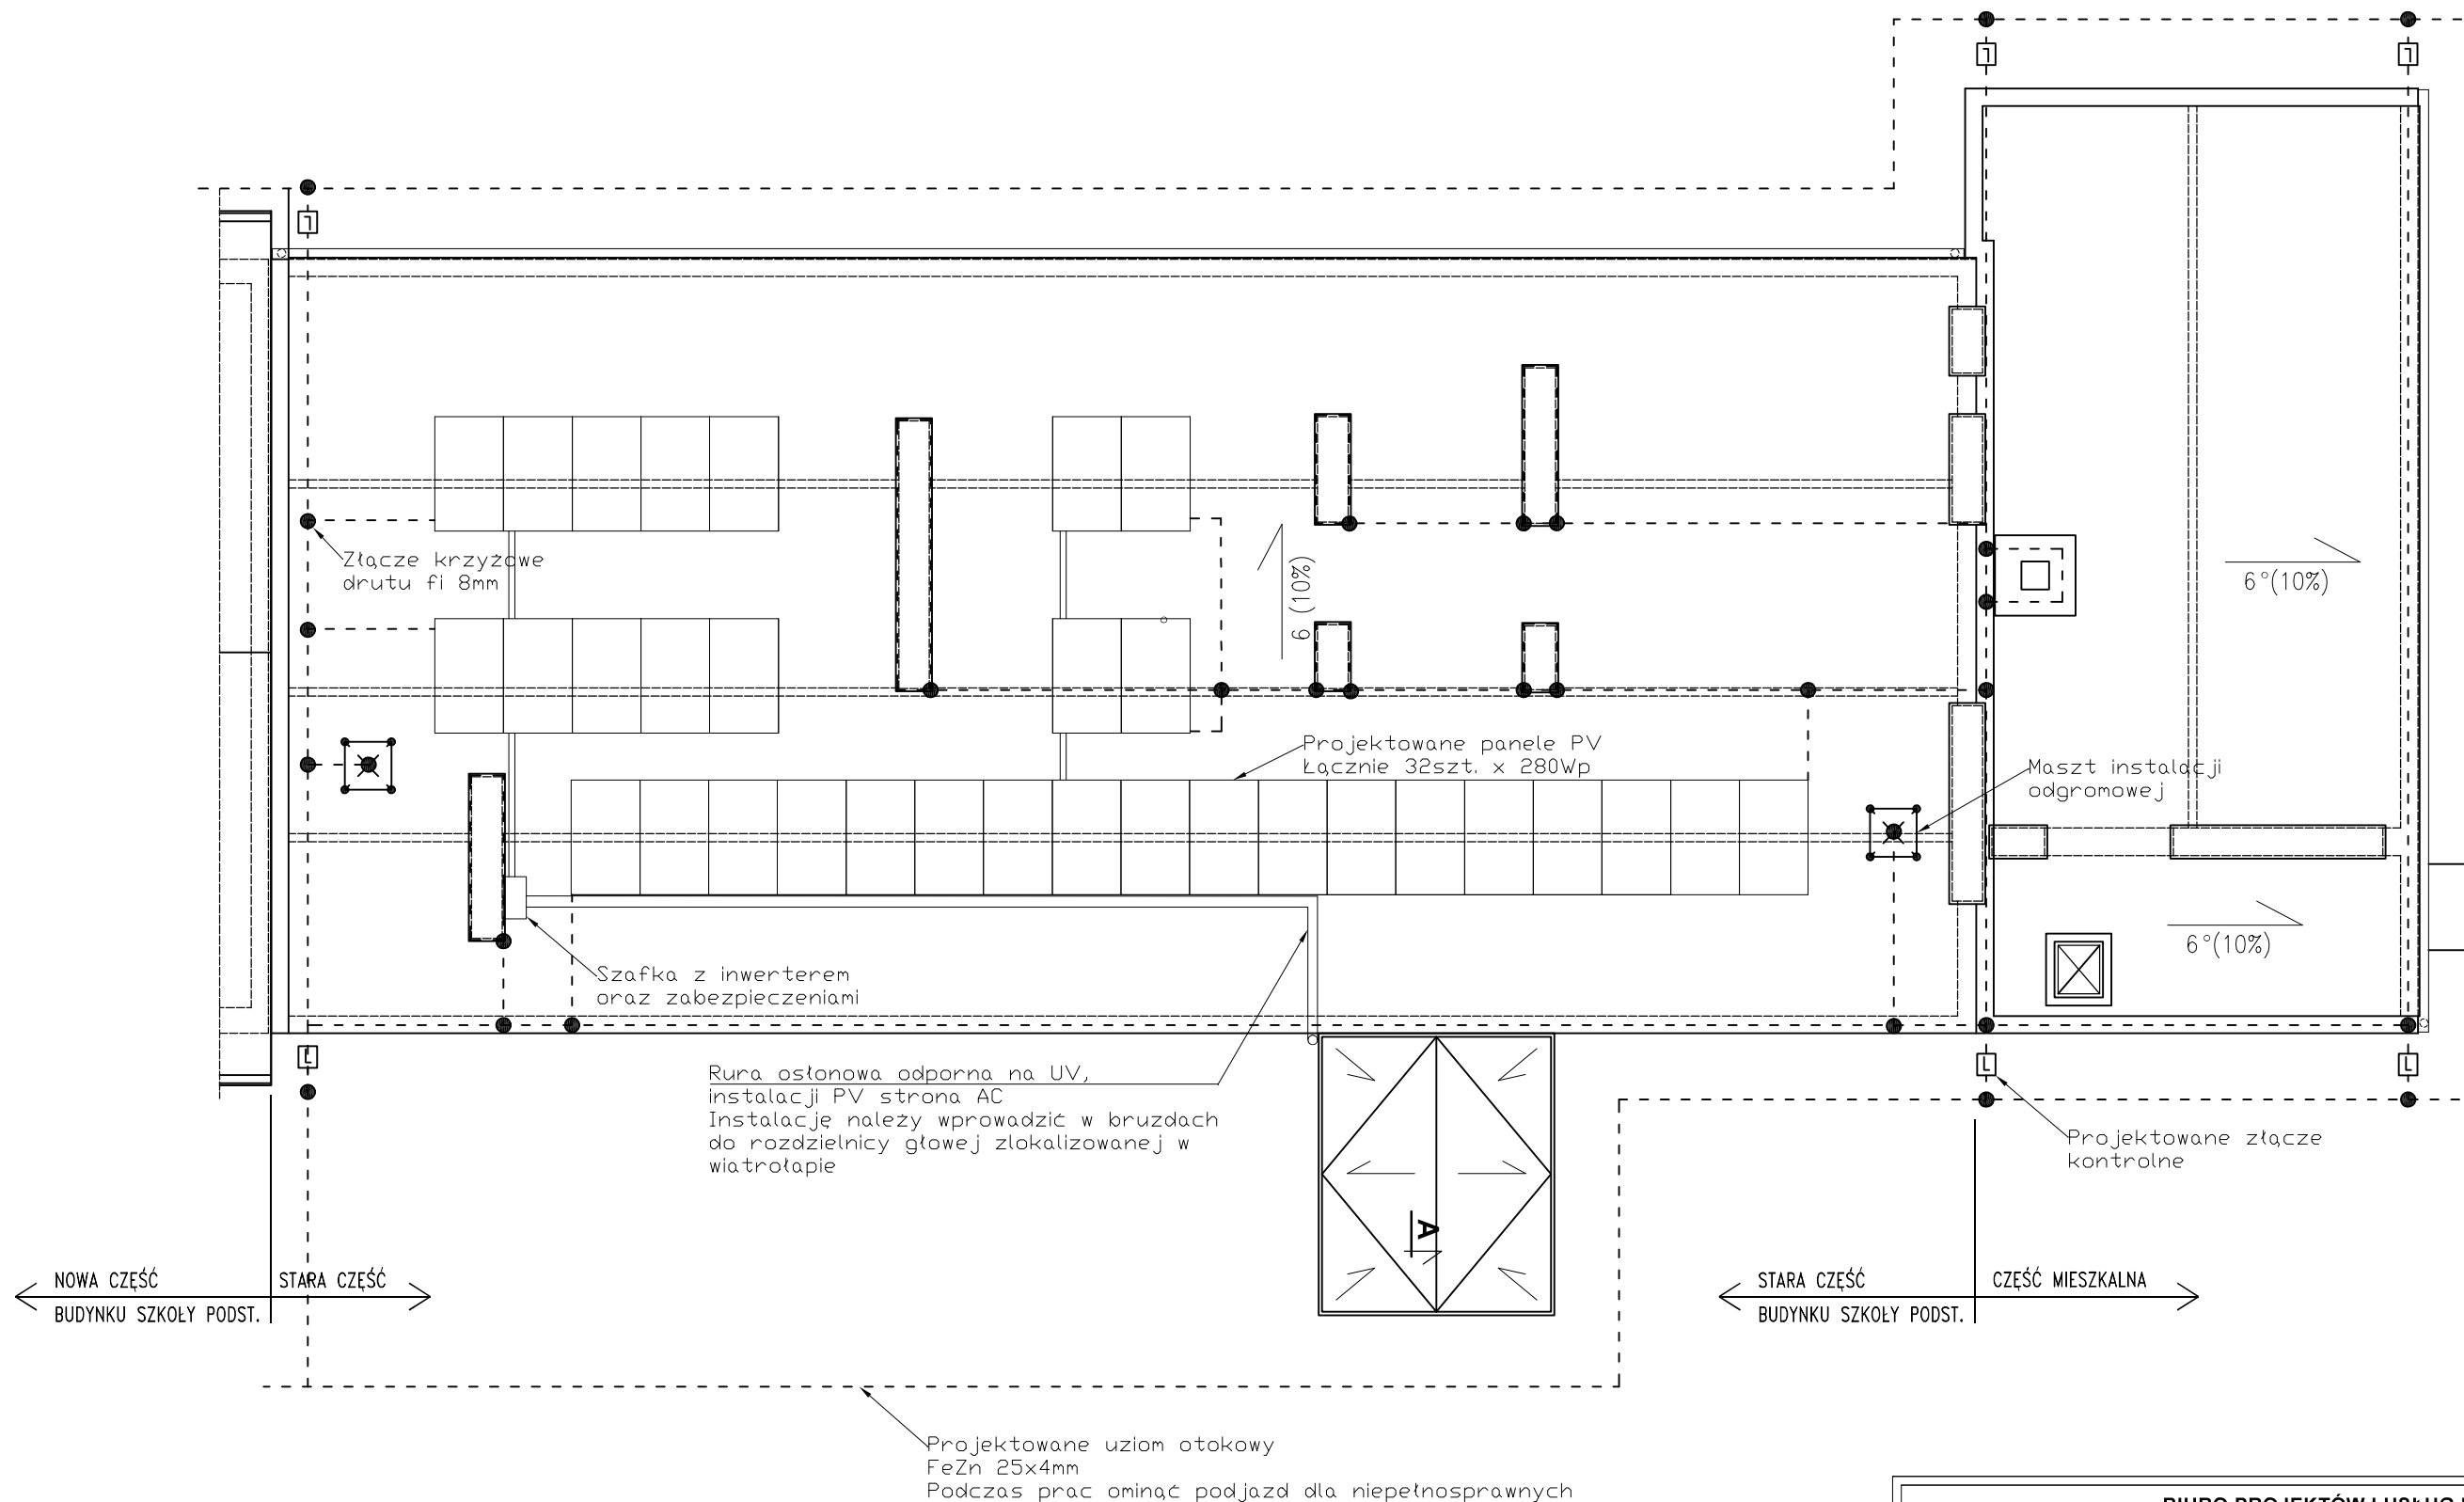 Złącze krzyżowe
drutu fi 8mm
6 (10%)
6°(10%)
Projektowane panele PV
Łącznie 32szt. x 280Wp
Maszt instalacji
odgromowej
6°(10%)
Szafka z inwerterem
oraz zabezpieczeniami
Rura osłonowa odporna na UV,
instalacji PV strona AC
Instalację należy wprowadzić w bruzdach
do rozdzielnicy głowej zlokalizowanej w
wiatrołapie
Projektowane złącze
kontrolne
A
NOWA CZĘŚĆ
STARA CZĘŚĆ
BUDYNKU SZKOŁY PODST.
STARA CZĘŚĆ
CZĘŚĆ MIESZKALNA
BUDYNKU SZKOŁY PODST.
Projektowane uziom otokowy
FeZn 25x4mm
Podczas prac ominąć podjazd dla niepełnosprawnych